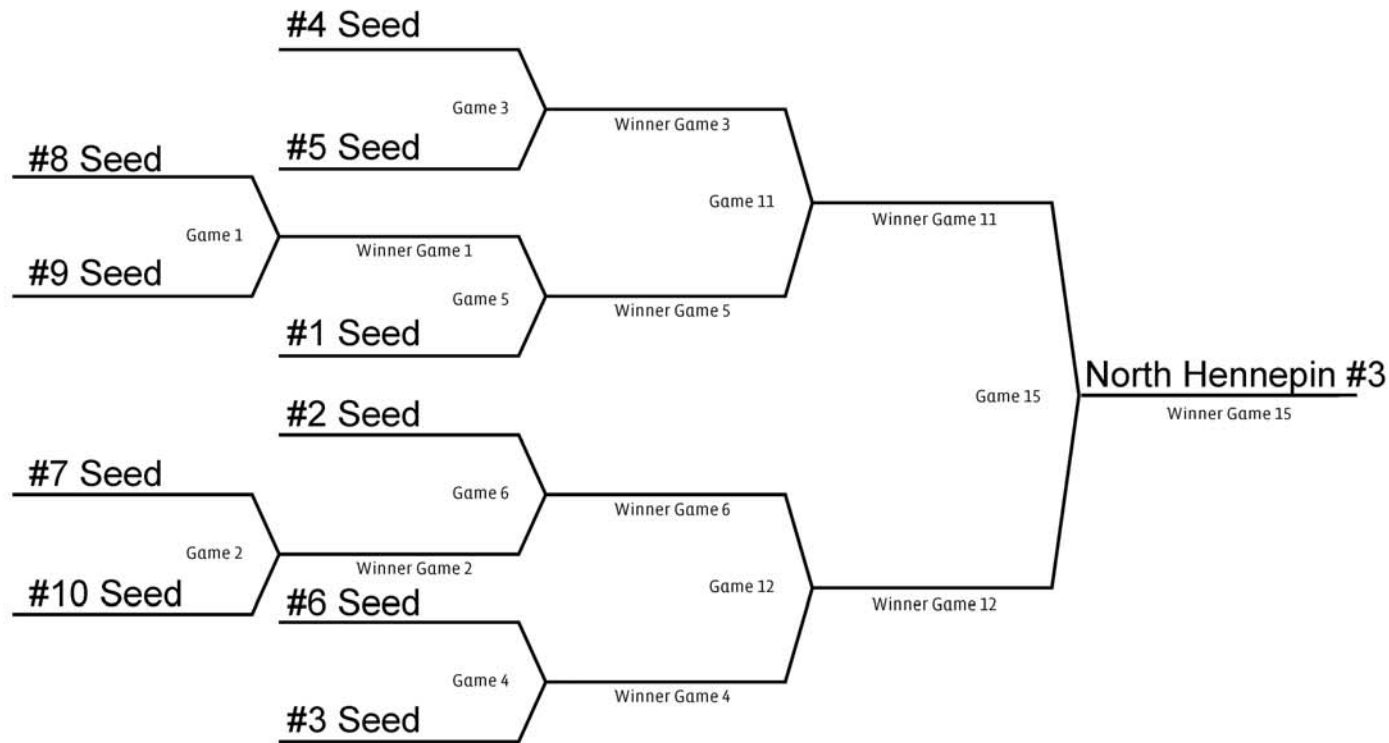 #4 Seed
Game 3
Winner Game 3
#5 Seed
#8 Seed
Game 11
Winner Game 11
Game 1
Winner Game 1
#9 Seed
Game 5
Winner Game 5
#1 Seed
North Hennepin #3
Game 15
Winner Game 15
#2 Seed
#7 Seed
Game 6
Winner Game 6
Game 2
Winner Game 2
#10 Seed
#6 Seed
Game 12
Winner Game 12
Game 4
Winner Game 4
#3 Seed